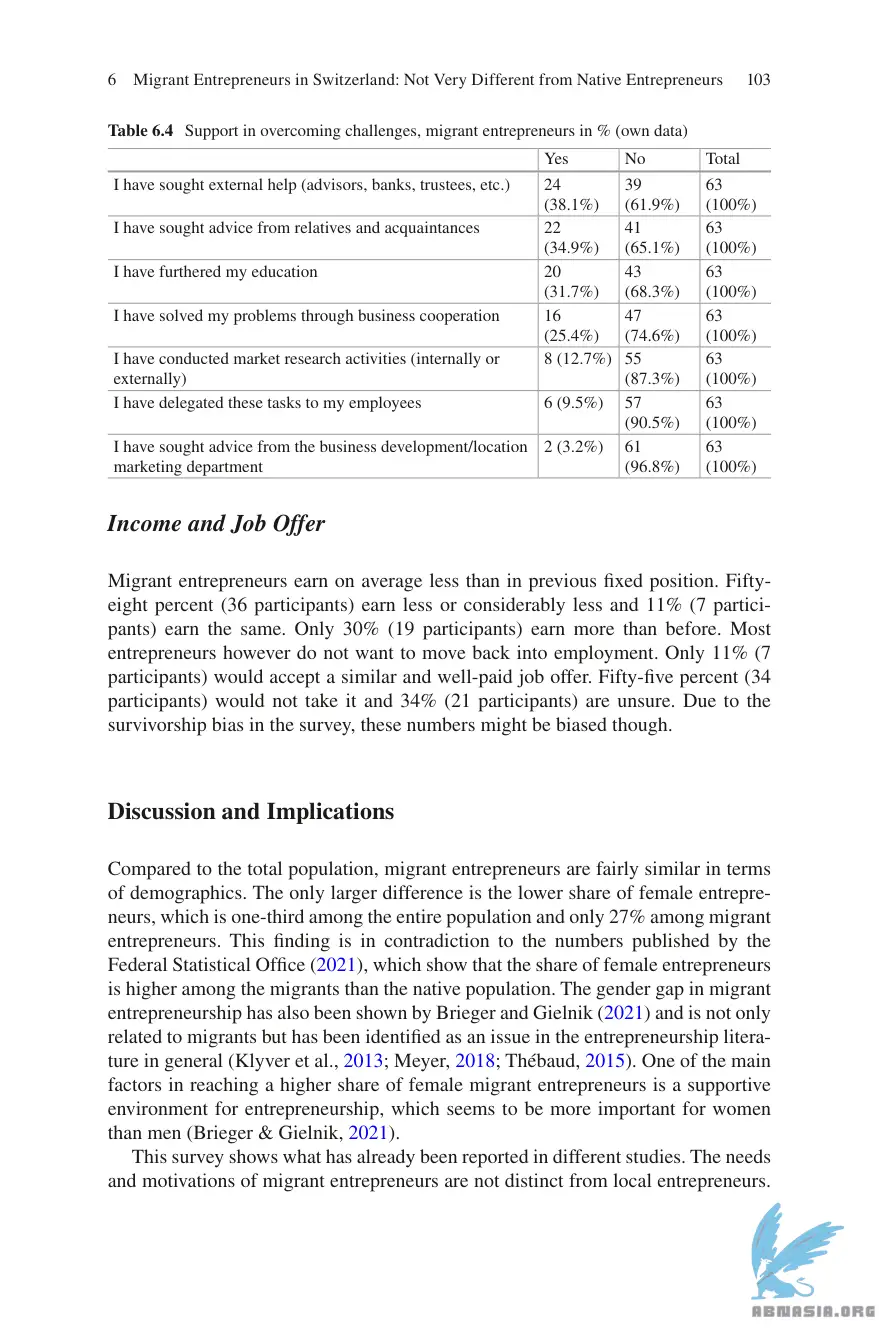 6 Migrant Entrepreneurs in Switzerland: Not Very Different from Native Entrepreneurs 103
Table 6.4 Support in overcoming challenges, migrant entrepreneurs in % (own data)
Yes No Total
I have sought external help (advisors, banks, trustees, etc.) 24 39 63
(38.1%) (61.9%) (100%)
I have sought advice from relatives and acquaintances 22 41 63
(34.9%) (65.1%) (100%)
I have furthered my education 20 43 63
(31.7%) (68.3%) (100%)
I have solved my problems through business cooperation 16 47 63
(25.4%) (74.6%) (100%)
I have conducted market research activities (internally or 8 (12.7%) 55 63
externally) (87.3%) (100%)
I have delegated these tasks to my employees 6 (9.5%) 57 63
(90.5%) (100%)
I have sought advice from the business development/location 2 (3.2%) 61 63
marketing department (96.8%) (100%)
Income and Job Offer
Migrant entrepreneurs earn on average less than in previous fixed position. Fifty-
eight percent (36 participants) earn less or considerably less and 11% (7 partici-
pants) earn the same. Only 30% (19 participants) earn more than before. Most
entrepreneurs however do not want to move back into employment. Only 11% (7
participants) would accept a similar and well-paid job offer. Fifty-five percent (34
participants) would not take it and 34% (21 participants) are unsure. Due to the
survivorship bias in the survey, these numbers might be biased though.
Discussion and Implications
Compared to the total population, migrant entrepreneurs are fairly similar in terms
of demographics. The only larger difference is the lower share of female entrepre-
neurs, which is one-third among the entire population and only 27% among migrant
entrepreneurs. This finding is in contradiction to the numbers published by the
Federal Statistical Office (2021), which show that the share of female entrepreneurs
is higher among the migrants than the native population. The gender gap in migrant
entrepreneurship has also been shown by Brieger and Gielnik (2021) and is not only
related to migrants but has been identified as an issue in the entrepreneurship litera-
ture in general (Klyver et al., 2013; Meyer, 2018; Thébaud, 2015). One of the main
factors in reaching a higher share of female migrant entrepreneurs is a supportive
environment for entrepreneurship, which seems to be more important for women
than men (Brieger & Gielnik, 2021).
This survey shows what has already been reported in different studies. The needs
and motivations of migrant entrepreneurs are not distinct from local entrepreneurs.
ABMASIA.ORG